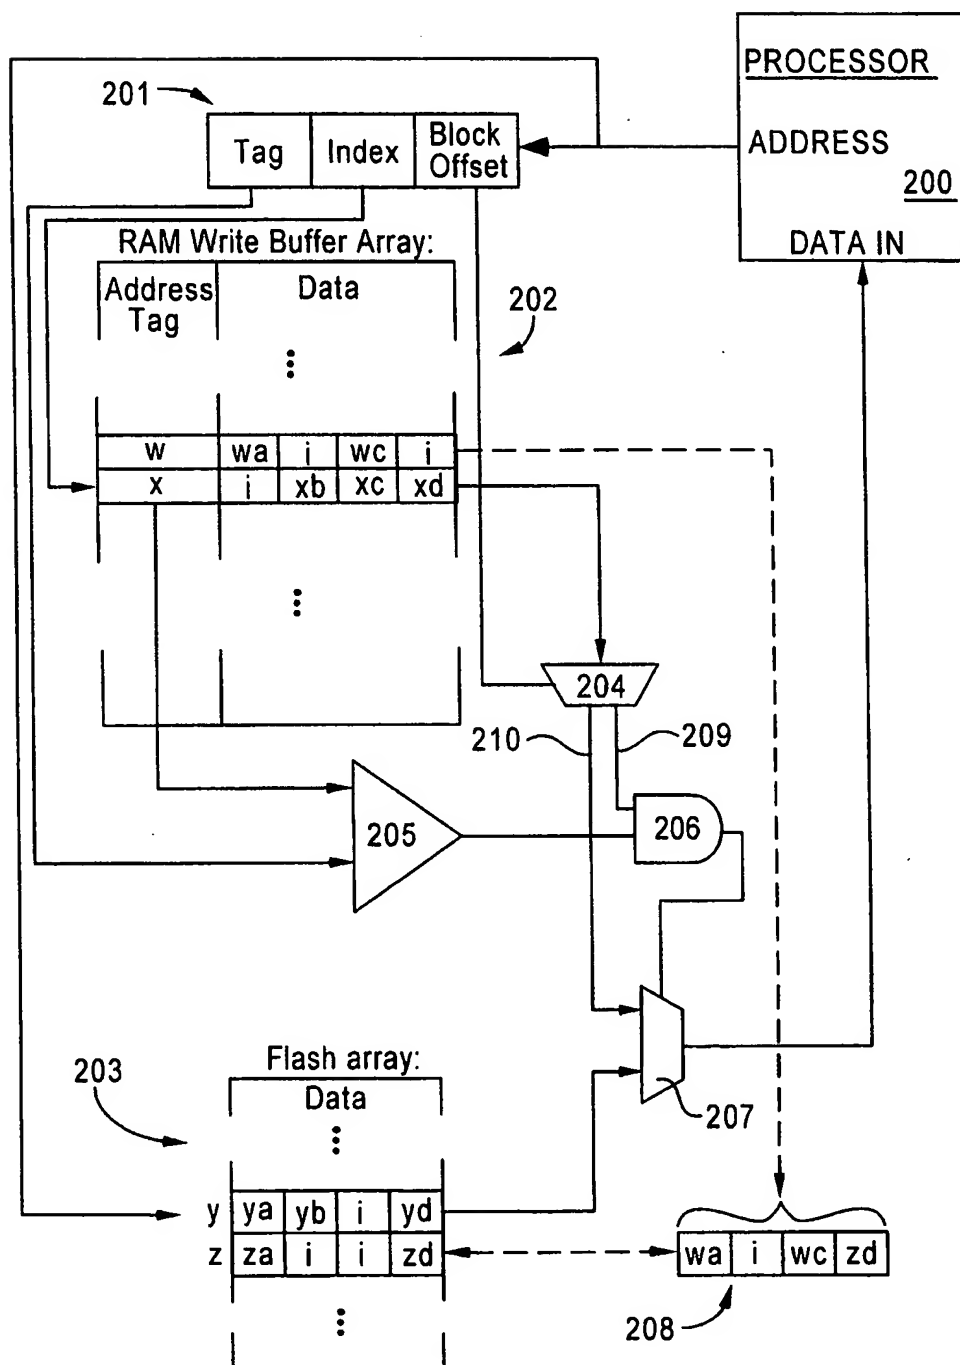 PROCESSOR
201
Tag Index Block Offset
ADDRESS
200
DATA IN
RAM Write Buffer Array:
Address Tag
Data
202
w wa i wc i
x i xb xc xd
204
210
209
205
206
207
203
Flash array:
Data
y ya yb i yd
z za i i zd
wa i wc zd
208